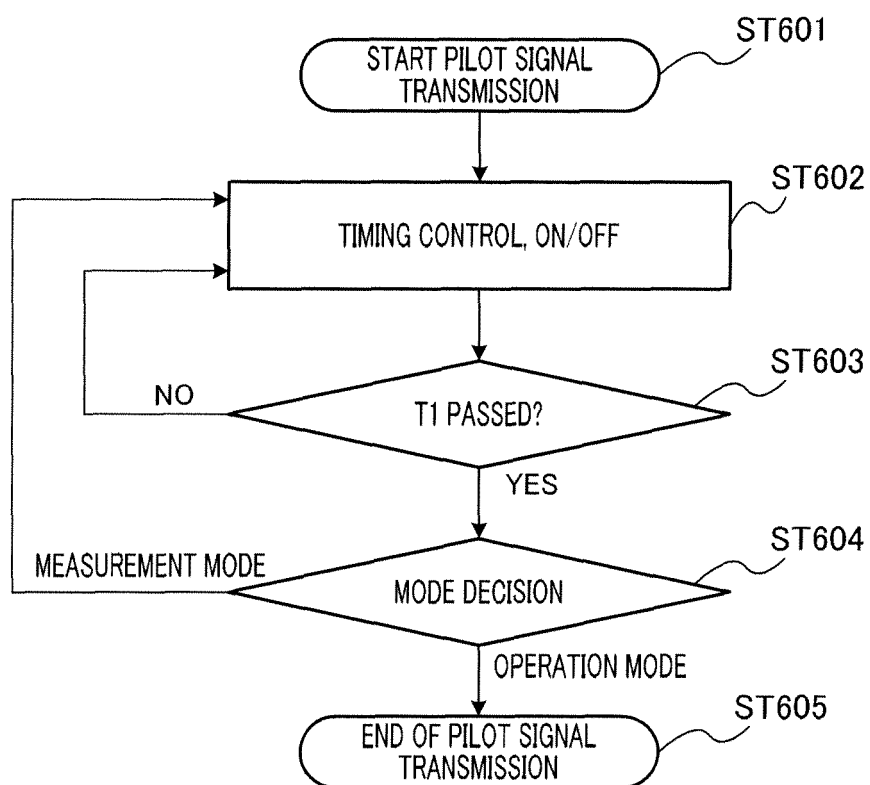 ST601
START PILOT SIGNAL
TRANSMISSION
ST602
TIMING CONTROL, ON/OFF
ST603
NO
T1 PASSED?
YES
ST604
MEASUREMENT MODE
MODE DECISION
OPERATION MODE
ST605
END OF PILOT SIGNAL
TRANSMISSION